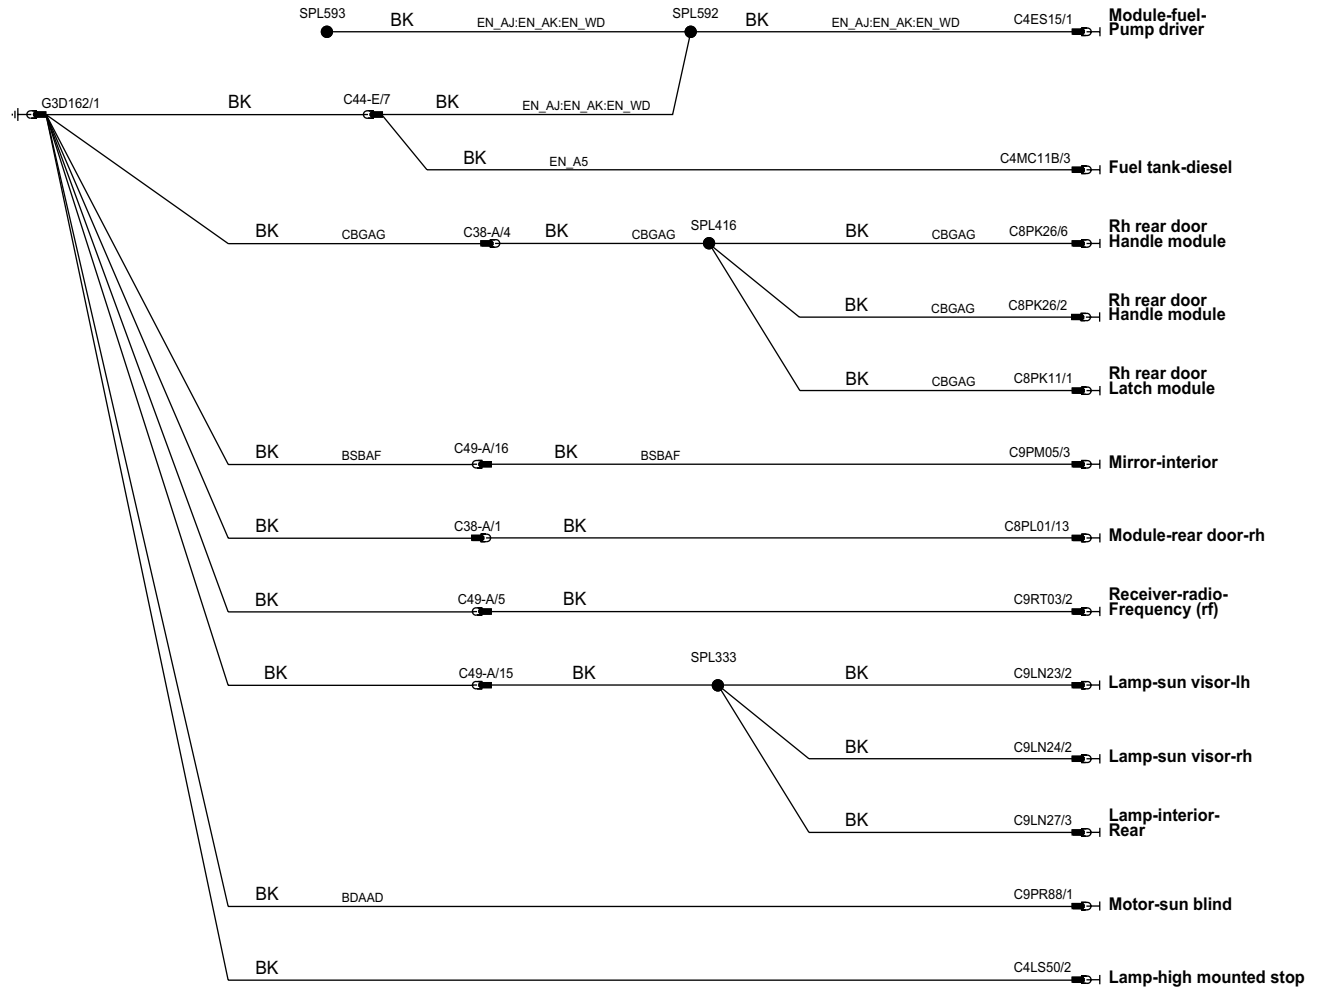 SPL593 BK EN_AJ:EN_AK:EN_WD SPL592 BK EN_AJ:EN_AK:EN_WD C4ES15/1 Module-fuel-
Pump driver
G3D162/1 BK C44-E/7 BK EN_AJ:EN_AK:EN_WD
BK EN_A5 C4MC11B/3 Fuel tank-diesel
BK CBGAG C38-A/4 BK CBGAG SPL416 BK CBGAG C8PK26/6 Rh rear door
Handle module
BK CBGAG C8PK26/2 Rh rear door
Handle module
BK CBGAG C8PK11/1 Rh rear door
Latch module
BK BSBAF C49-A/16 BK BSBAF C9PM05/3 Mirror-interior
BK C38-A/1 BK C8PL01/13 Module-rear door-rh
BK C49-A/5 BK C9RT03/2 Receiver-radio-
Frequency (rf)
BK C49-A/15 BK SPL333 BK C9LN23/2 Lamp-sun visor-lh
BK C9LN24/2 Lamp-sun visor-rh
BK C9LN27/3 Lamp-interior-
Rear
BK BDAAD C9PR88/1 Motor-sun blind
BK C4LS50/2 Lamp-high mounted stop